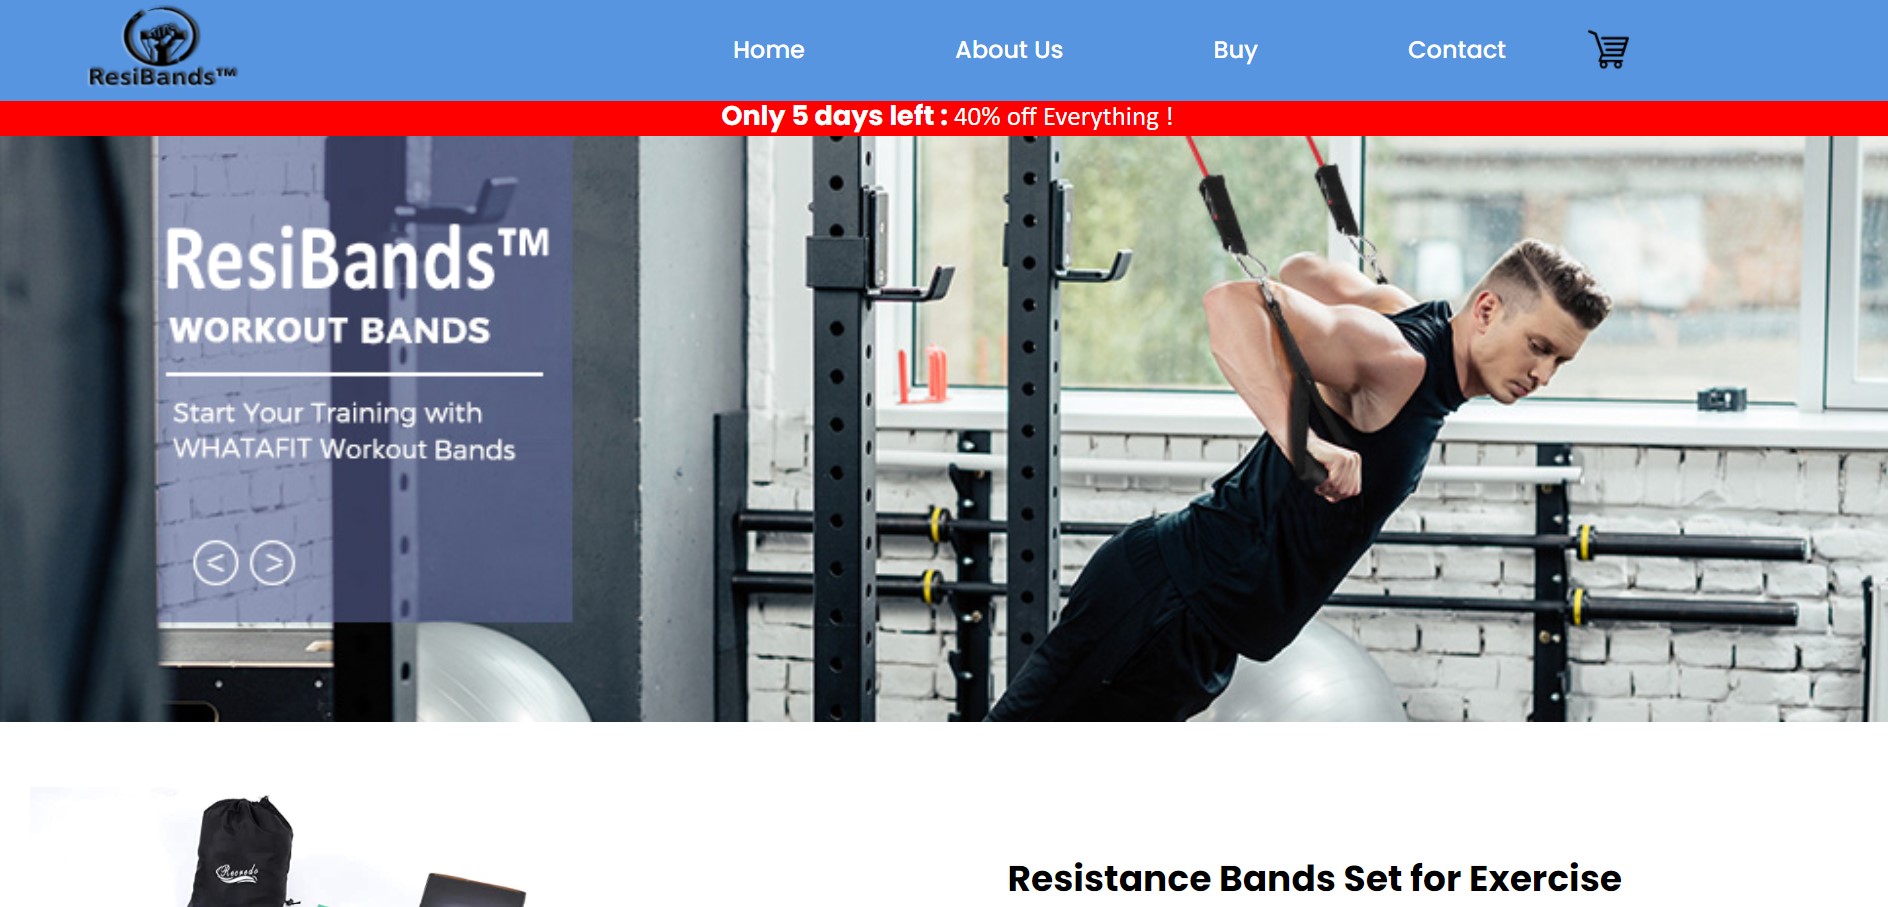 ResiBands™
Home
About Us
Buy
Contact
Only 5 days left : 40% off Everything !
ResiBands™
WORKOUT BANDS
Start Your Training with
WHATAFIT Workout Bands
< >
Recredo
Resistance Bands Set for Exercise